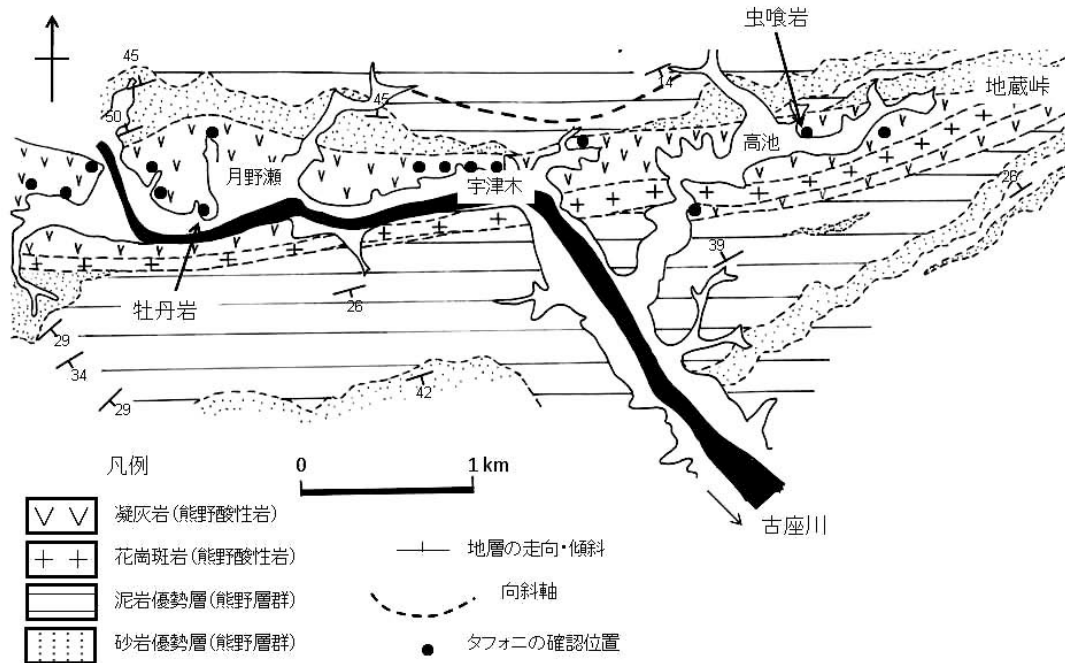 虫喰岩
45
50
45
14
地蔵峠
高池
月野瀬
宇津木
28
39
牡丹岩
26
29
34
29
42
凡例
0 1 km
古座川
凝灰岩(熊野酸性岩)
花崗斑岩(熊野酸性岩)
泥岩優勢層(熊野層群)
砂岩優勢層(熊野層群)
地層の走向・傾斜
向斜軸
タフォニの確認位置